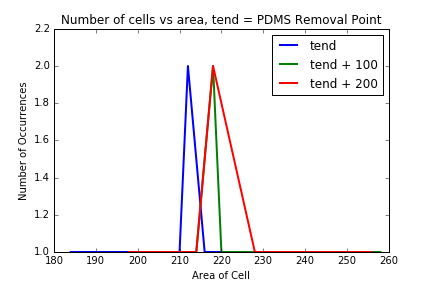 Number of cells vs area, tend = PDMS Removal Point
2.2
2.0
1.8
1.6
1.4
1.2
1.0
Number of Occurrences
tend
tend + 100
tend + 200
180 190 200 210 220 230 240 250 260
Area of Cell